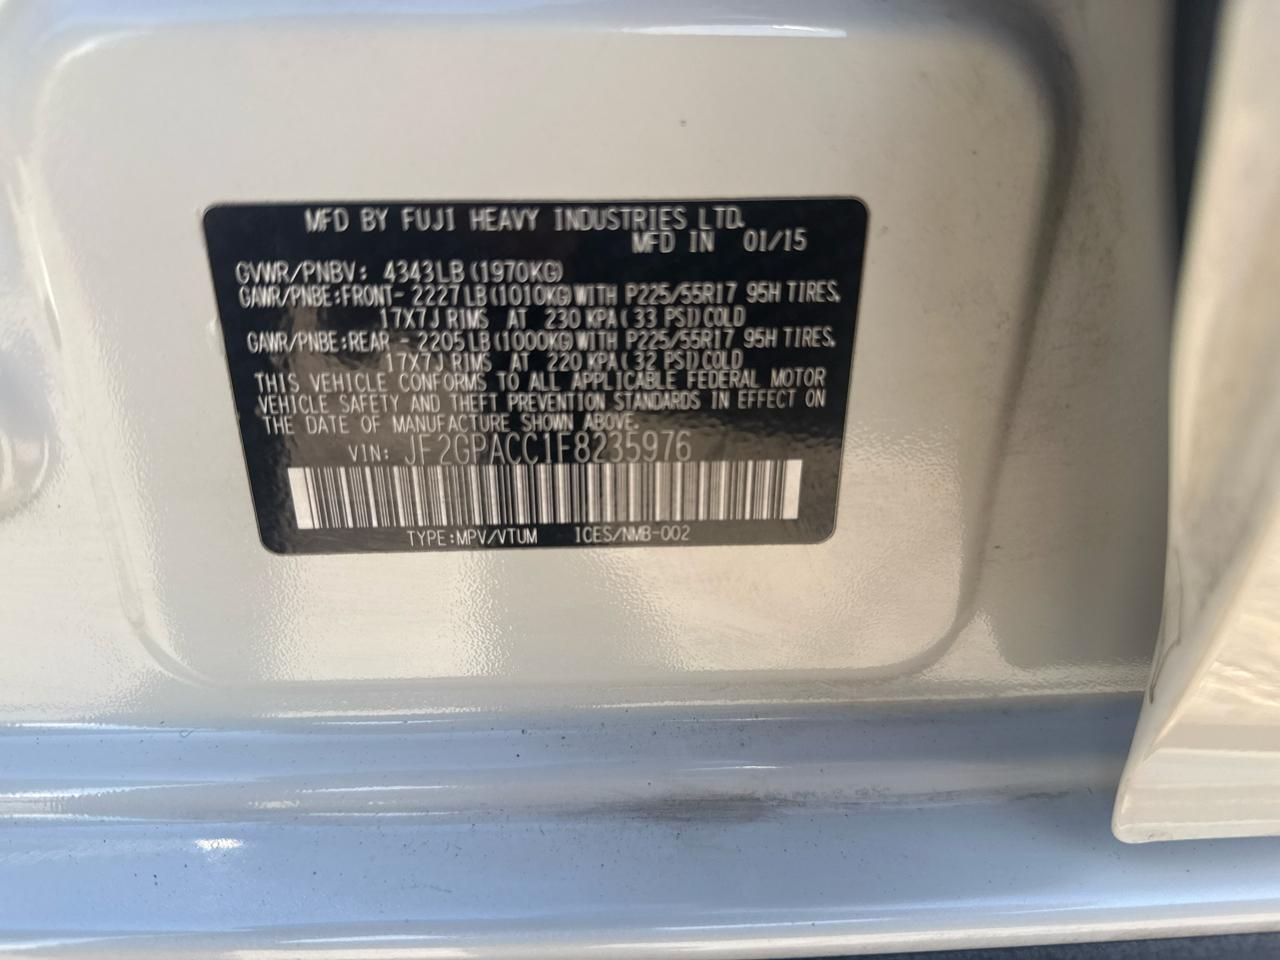 MFD BY FUJI HEAVY INDUSTRIES LTD.
MFD IN 01/15
GVWR/PNBV: 4343LB (1970KG)
GAWR/PNBE:FRONT- 2227LB (1010KG) WITH P225/55R17 95H TIRES,
17X7J RIMS AT 230 KPA (33 PSI) COLD
GAWR/PNBE:REAR - 2205LB (1000KG) WITH P225/55R17 95H TIRES,
17X7J RIMS AT 220 KPA (32 PSI) COLD
THIS VEHICLE CONFORMS TO ALL APPLICABLE FEDERAL MOTOR
VEHICLE SAFETY AND THEFT PREVENTION STANDARDS IN EFFECT ON
THE DATE OF MANUFACTURE SHOWN ABOVE.
VIN: JF2GPACC1F8235976
TYPE:MPV/VTUM ICES/NMB-002